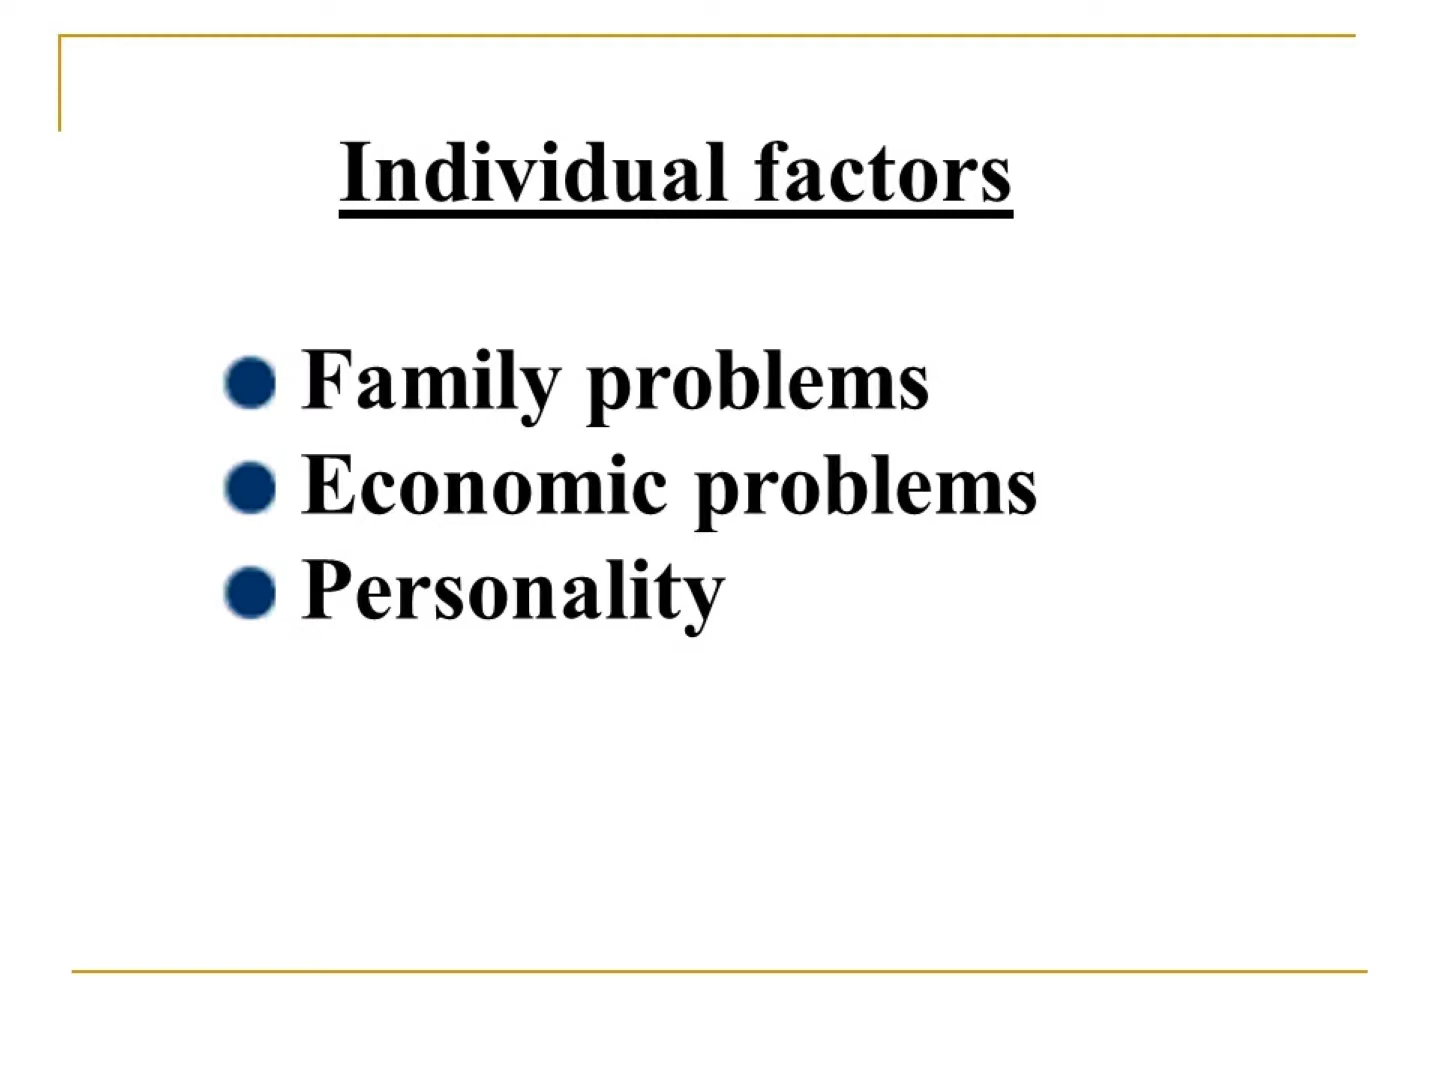 Individual factors
Family problems
Economic problems
Personality